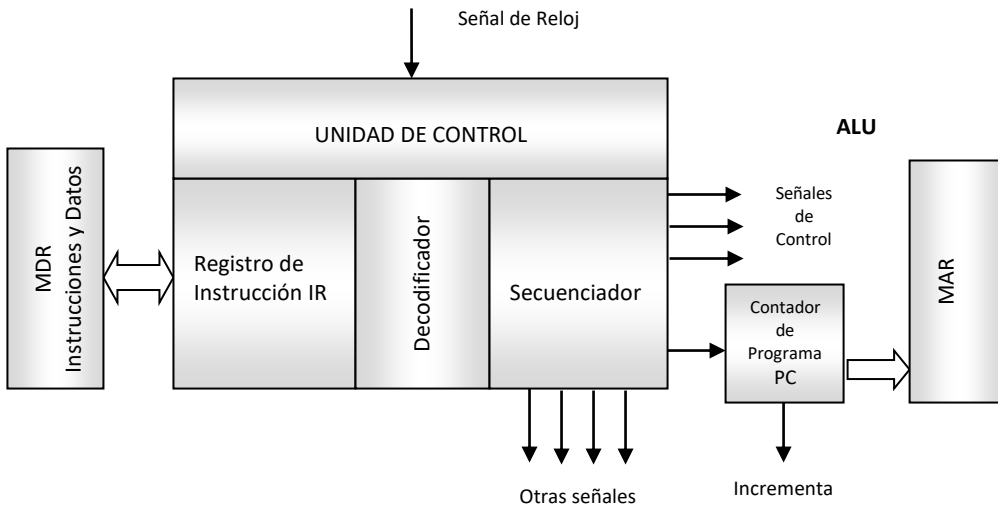 Señal de Reloj
UNIDAD DE CONTROL
ALU
MDR
Instrucciones y Datos
Registro de
Instrucción IR
Decodificador
Secuenciador
Señales
de
Control
Contador
de
Programa
PC
MAR
Otras señales
Incrementa